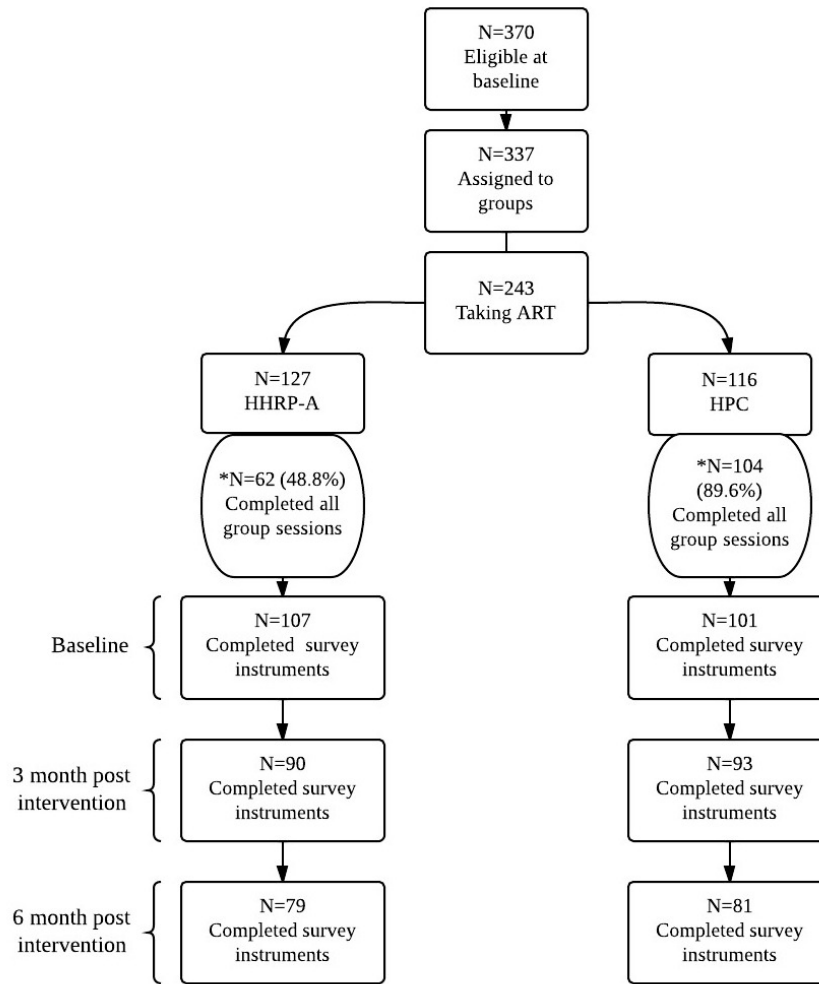 N=370
Eligible at
baseline
N=337
Assigned to
groups
N=243
Taking ART
N=127
HHRP-A
N=116
HPC
*N=62 (48.8%)
Completed all
group sessions
*N=104
(89.6%)
Completed all
group sessions
Baseline
N=107
Completed survey
instruments
N=101
Completed survey
instruments
3 month post
intervention
N=90
Completed survey
instruments
N=93
Completed survey
instruments
6 month post
intervention
N=79
Completed survey
instruments
N=81
Completed survey
instruments